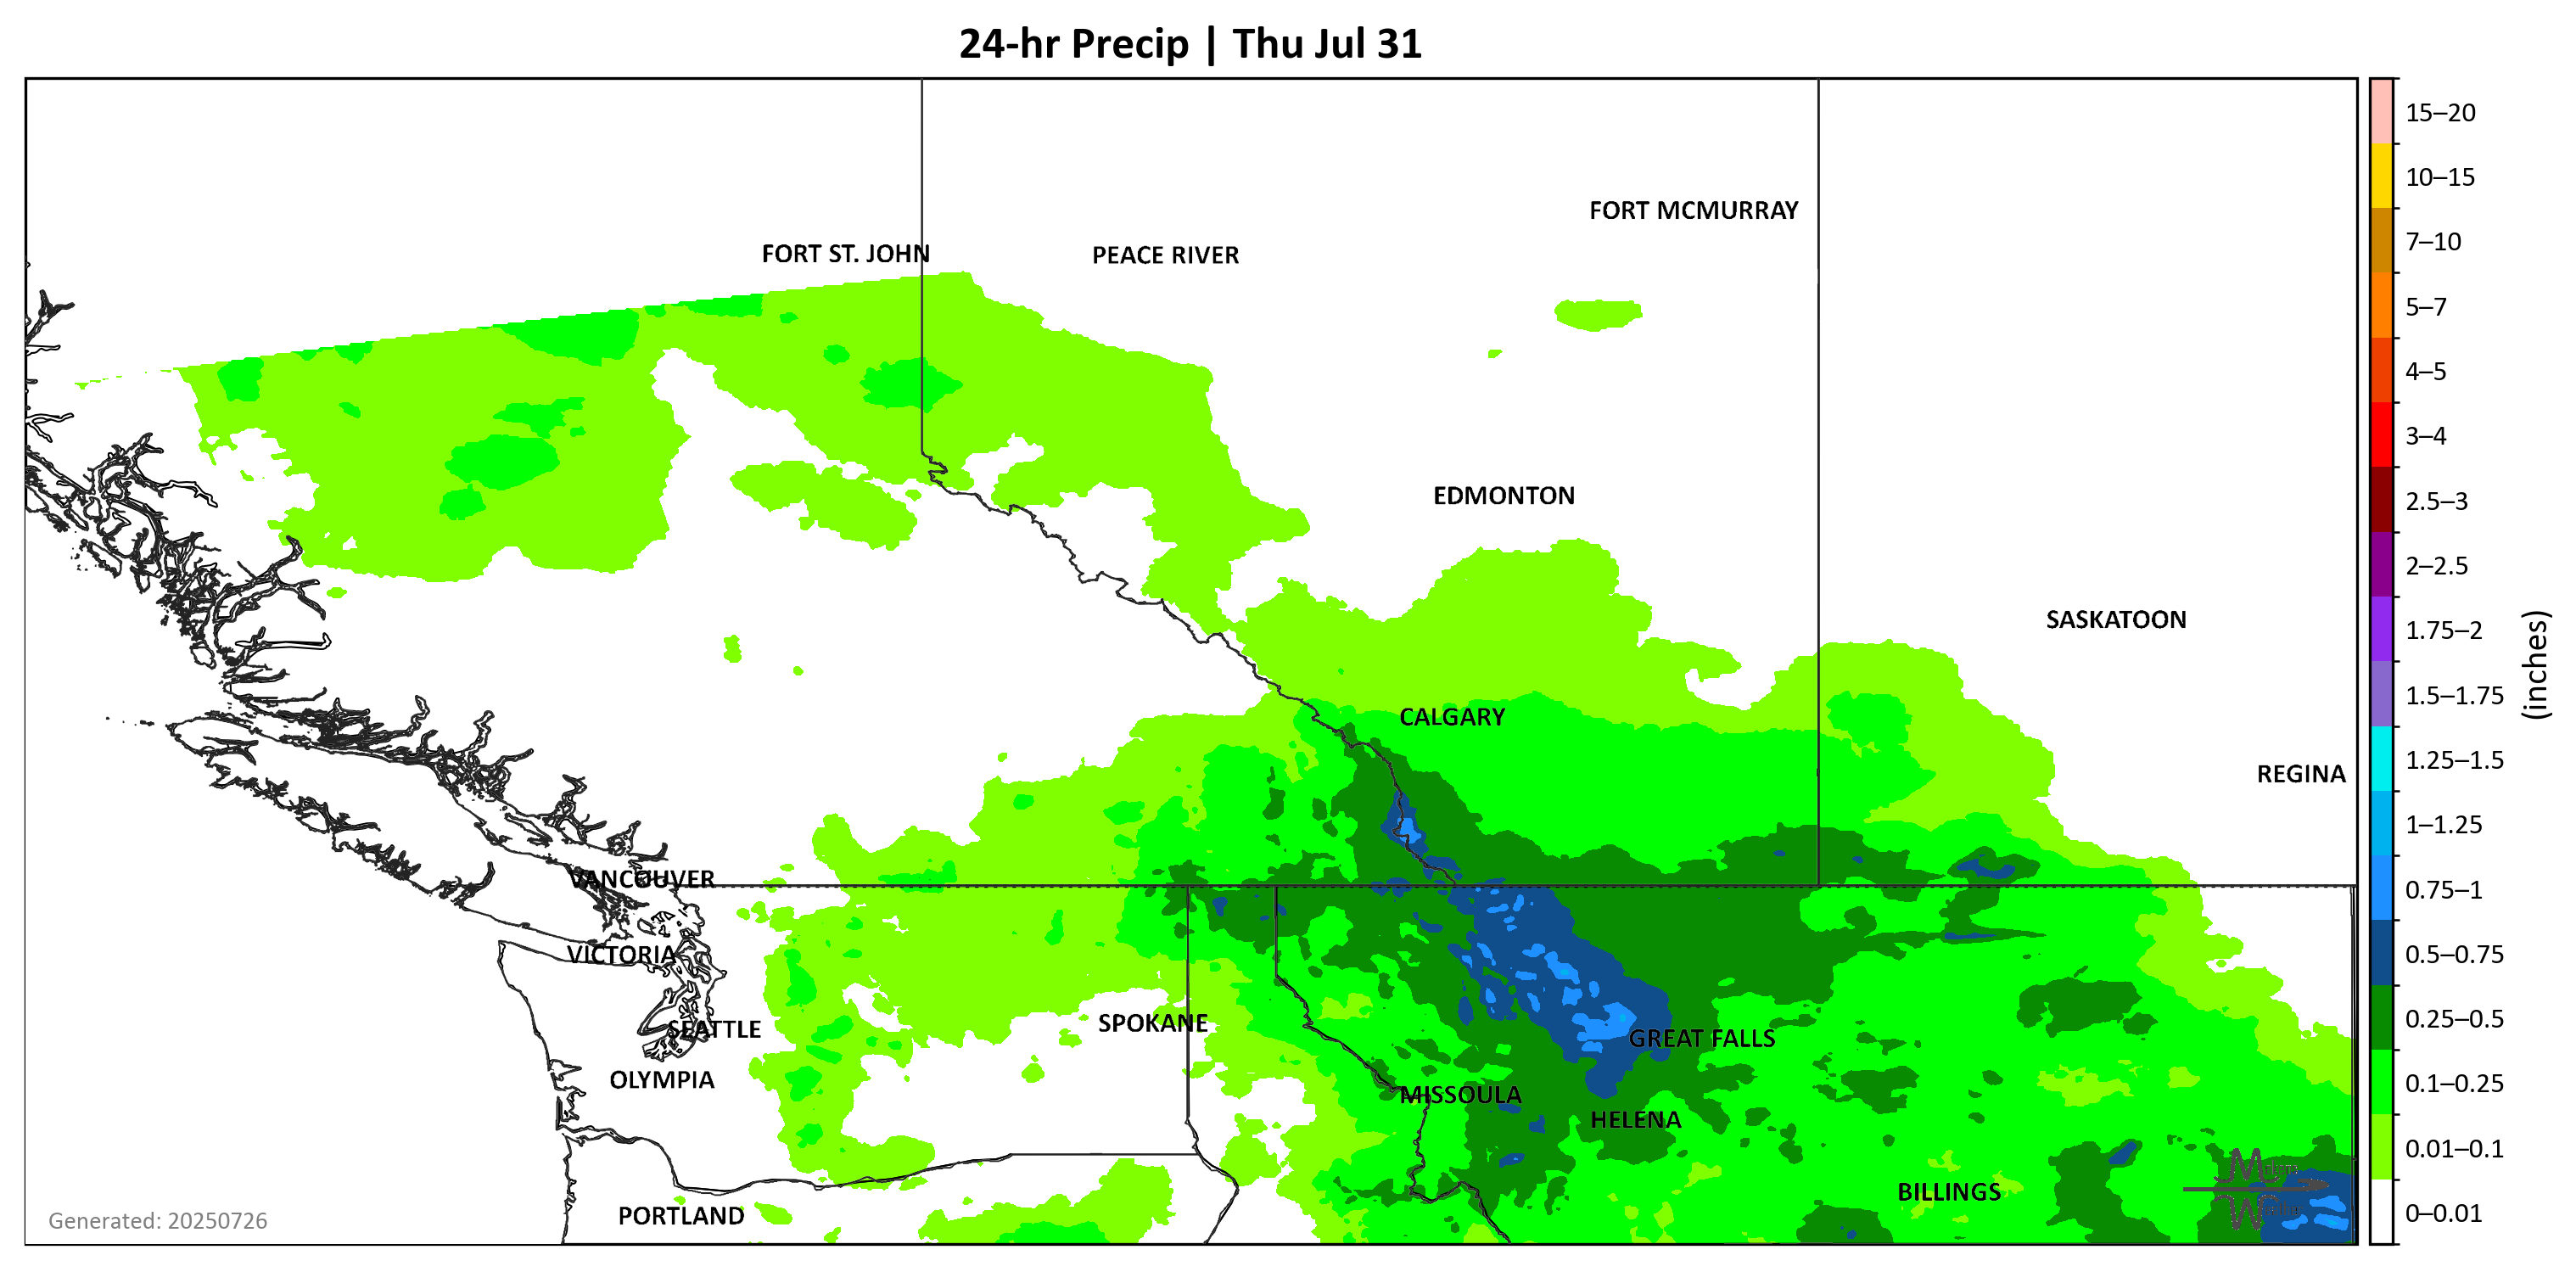 24-hr Precip | Thu Jul 31
15–20
10–15
FORT MCMURRAY
7–10
FORT ST. JOHN
PEACE RIVER
5–7
4–5
3–4
EDMONTON
2.5–3
2–2.5
SASKATOON
1.75–2
(inches)
1.5–1.75
CALGARY
1.25–1.5
REGINA
1–1.25
VANCOUVER
0.75–1
VICTORIA
0.5–0.75
SPOKANE
SEATTLE
0.25–0.5
GREAT FALLS
OLYMPIA
0.1–0.25
MISSOULA
HELENA
0.01–0.1
BILLINGS
PORTLAND
0–0.01
Generated: 20250726